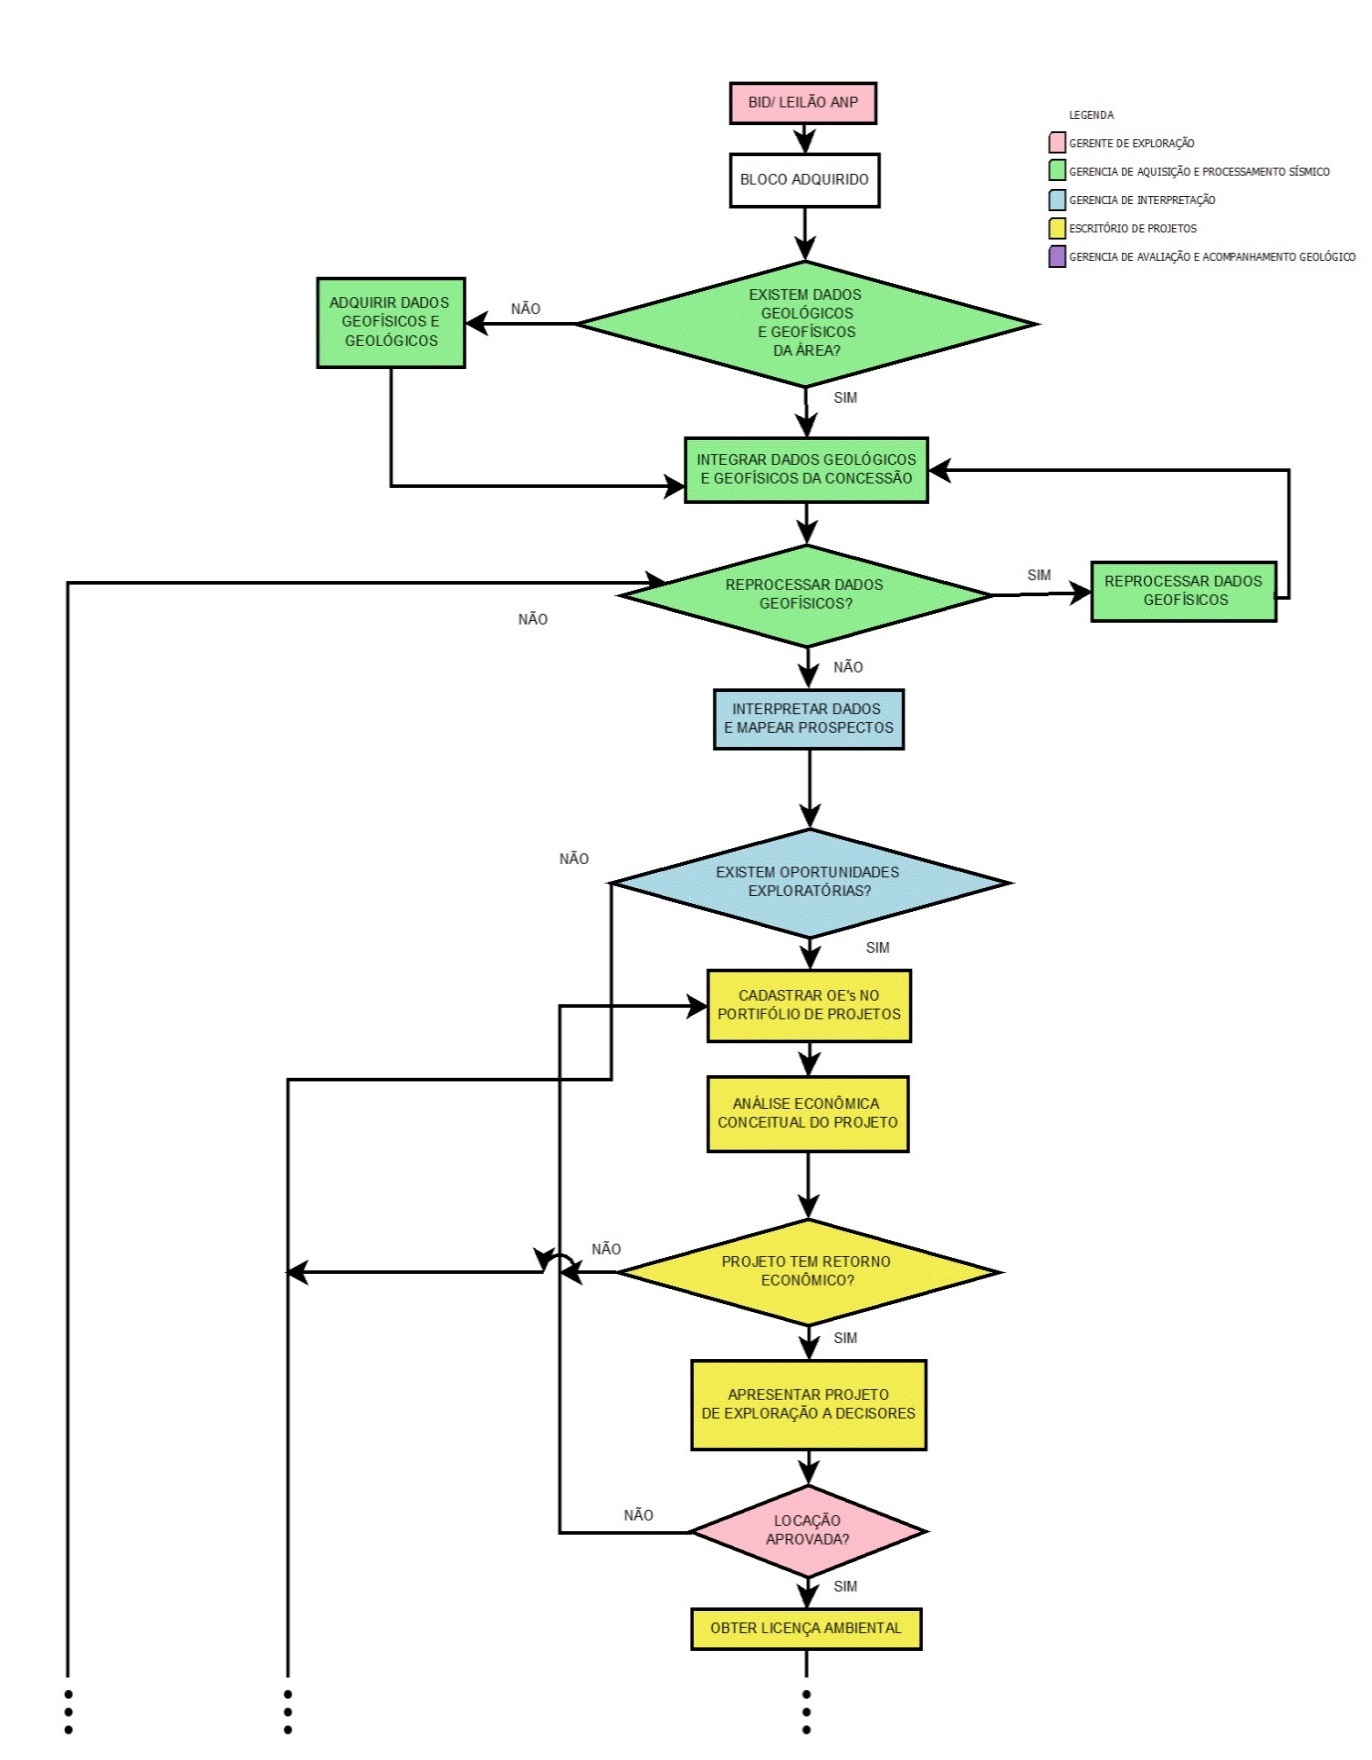 BID/ LEILÃO ANP
LEGENDA
GERENTE DE EXPLORAÇÃO
GERENCIA DE AQUISIÇÃO E PROCESSAMENTO SÍSMICO
GERENCIA DE INTERPRETAÇÃO
ESCRITÓRIO DE PROJETOS
GERENCIA DE AVALIAÇÃO E ACOMPANHAMENTO GEOLÓGICO
BLOCO ADQUIRIDO
EXISTEM DADOS
GEOLÓGICOS
E GEOFÍSICOS
DA ÁREA?
NÃO
ADQUIRIR DADOS
GEOFÍSICOS E
GEOLÓGICOS
SIM
INTEGRAR DADOS GEOLÓGICOS
E GEOFÍSICOS DA CONCESSÃO
REPROCESSAR DADOS
GEOFÍSICOS?
SIM
REPROCESSAR DADOS
GEOFÍSICOS
NÃO
NÃO
INTERPRETAR DADOS
E MAPEAR PROSPECTOS
NÃO
EXISTEM OPORTUNIDADES
EXPLORATÓRIAS?
SIM
CADASTRAR OE's NO
PORTIFÓLIO DE PROJETOS
ANÁLISE ECONÔMICA
CONCEITUAL DO PROJETO
NÃO
PROJETO TEM RETORNO
ECONÔMICO?
SIM
APRESENTAR PROJETO
DE EXPLORAÇÃO A DECISORES
NÃO
LOCAÇÃO
APROVADA?
SIM
OBTER LICENÇA AMBIENTAL